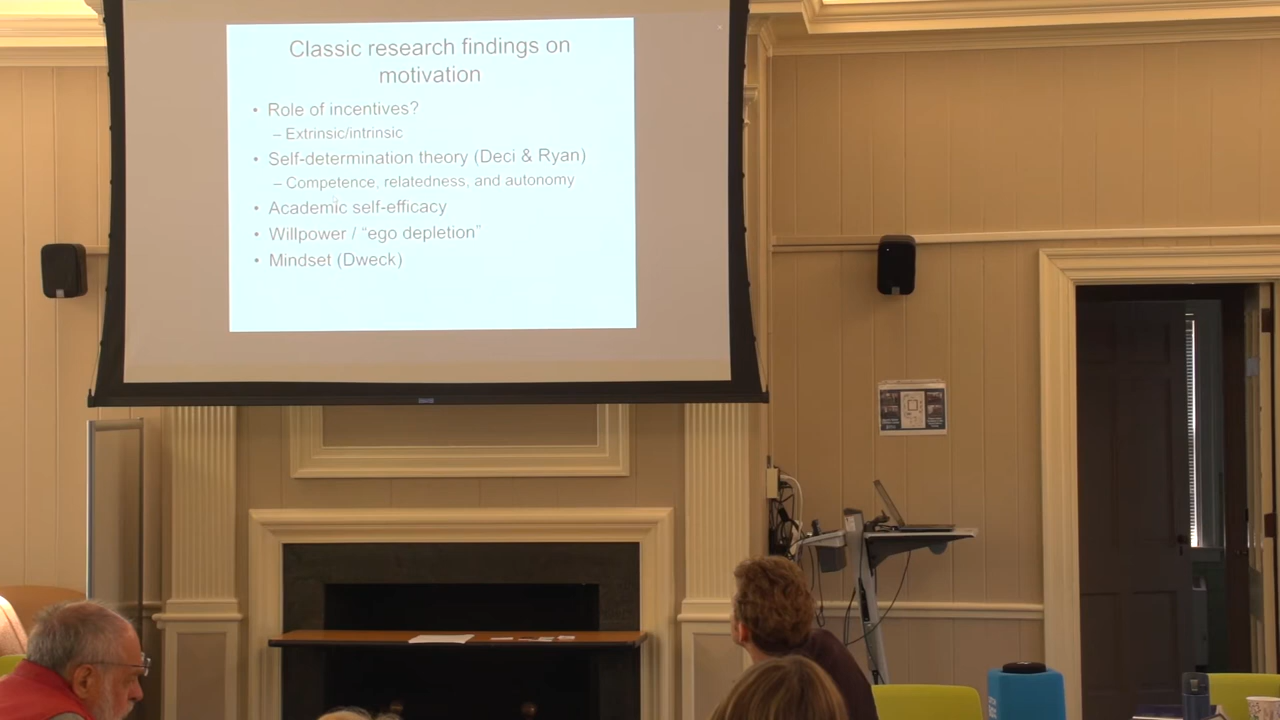 Classic research findings on
motivation
• Role of incentives?
– Extrinsic/intrinsic
• Self-determination theory (Deci & Ryan)
– Competence, relatedness, and autonomy
• Academic self-efficacy
• Willpower / “ego depletion”
• Mindset (Dweck)